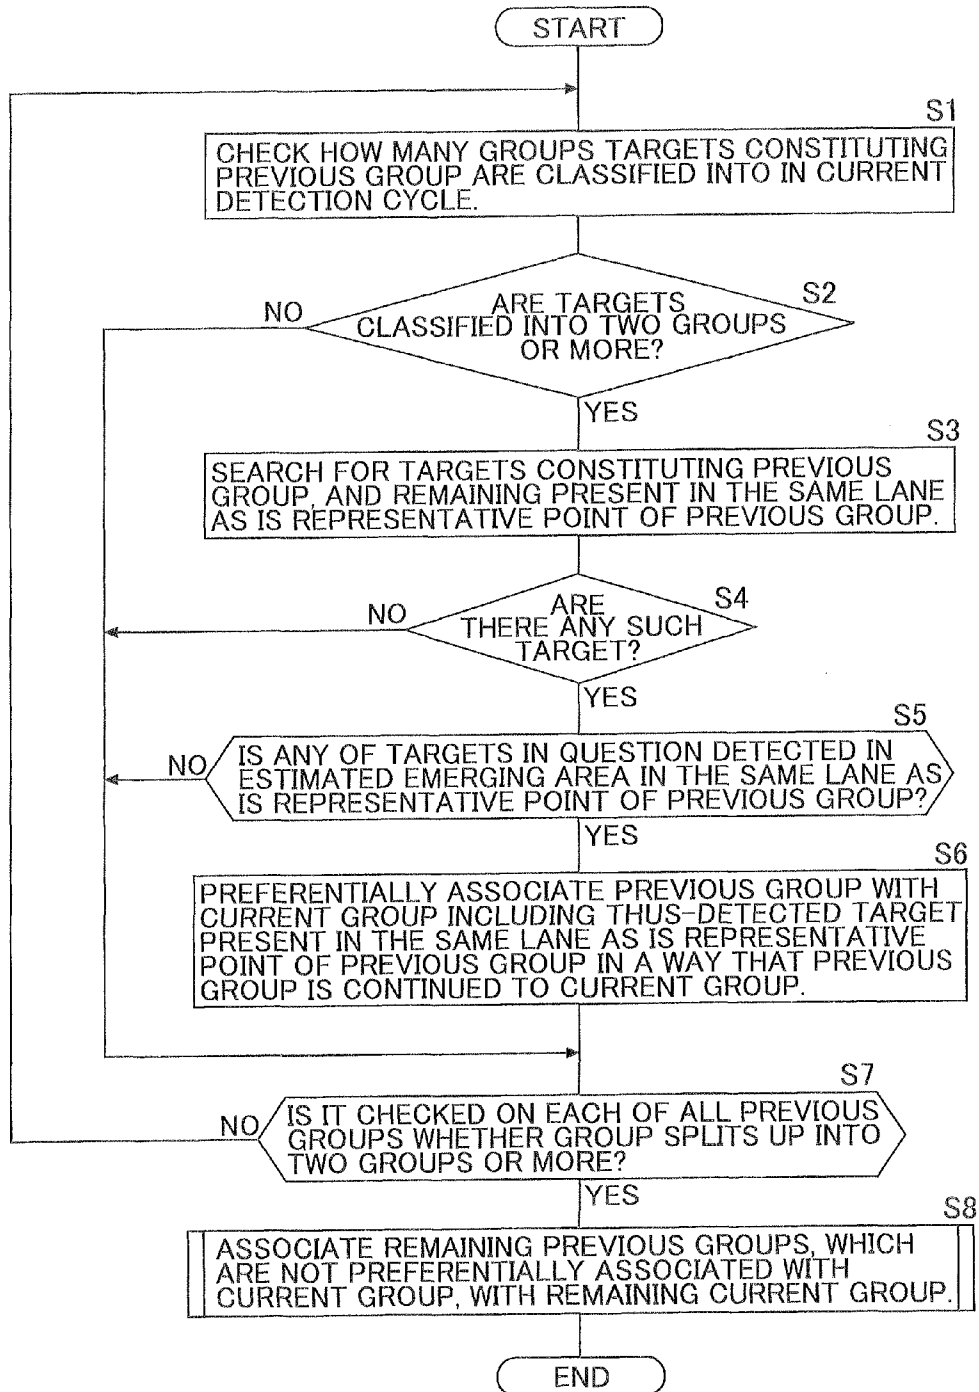 START
S1
CHECK HOW MANY GROUPS TARGETS CONSTITUTING
PREVIOUS GROUP ARE CLASSIFIED INTO IN CURRENT
DETECTION CYCLE.
S2
NO
ARE TARGETS
CLASSIFIED INTO TWO GROUPS
OR MORE?
YES
S3
SEARCH FOR TARGETS CONSTITUTING PREVIOUS
GROUP, AND REMAINING PRESENT IN THE SAME LANE
AS IS REPRESENTATIVE POINT OF PREVIOUS GROUP.
S4
NO
ARE
THERE ANY SUCH
TARGET?
YES
S5
NO
IS ANY OF TARGETS IN QUESTION DETECTED IN
ESTIMATED EMERGING AREA IN THE SAME LANE AS
IS REPRESENTATIVE POINT OF PREVIOUS GROUP?
YES
S6
PREFERENTIALLY ASSOCIATE PREVIOUS GROUP WITH
CURRENT GROUP INCLUDING THUS-DETECTED TARGET
PRESENT IN THE SAME LANE AS IS REPRESENTATIVE
POINT OF PREVIOUS GROUP IN A WAY THAT PREVIOUS
GROUP IS CONTINUED TO CURRENT GROUP.
S7
NO
IS IT CHECKED ON EACH OF ALL PREVIOUS
GROUPS WHETHER GROUP SPLITS UP INTO
TWO GROUPS OR MORE?
YES
S8
ASSOCIATE REMAINING PREVIOUS GROUPS, WHICH
ARE NOT PREFERENTIALLY ASSOCIATED WITH
CURRENT GROUP, WITH REMAINING CURRENT GROUP.
END